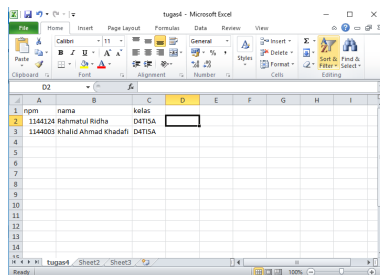 tugas4 - Microsoft Excel
File Home Insert Page Layout Formulas Data Review View
Calibri 11 General Insert
Paste Styles Delete Sort & Filter Find & Select
Format
Clipboard Font Alignment Number Cells Editing
D2 fx
A B C D E F G H I
1 npm nama kelas
2 1144124 Rahmatul Ridha D4TI5A
3 1144003 Khalid Ahmad Khadafi D4TI5A
4
5
6
7
8
9
10
11
12
13
14
15
tugas4 Sheet2 Sheet3
Ready 100%